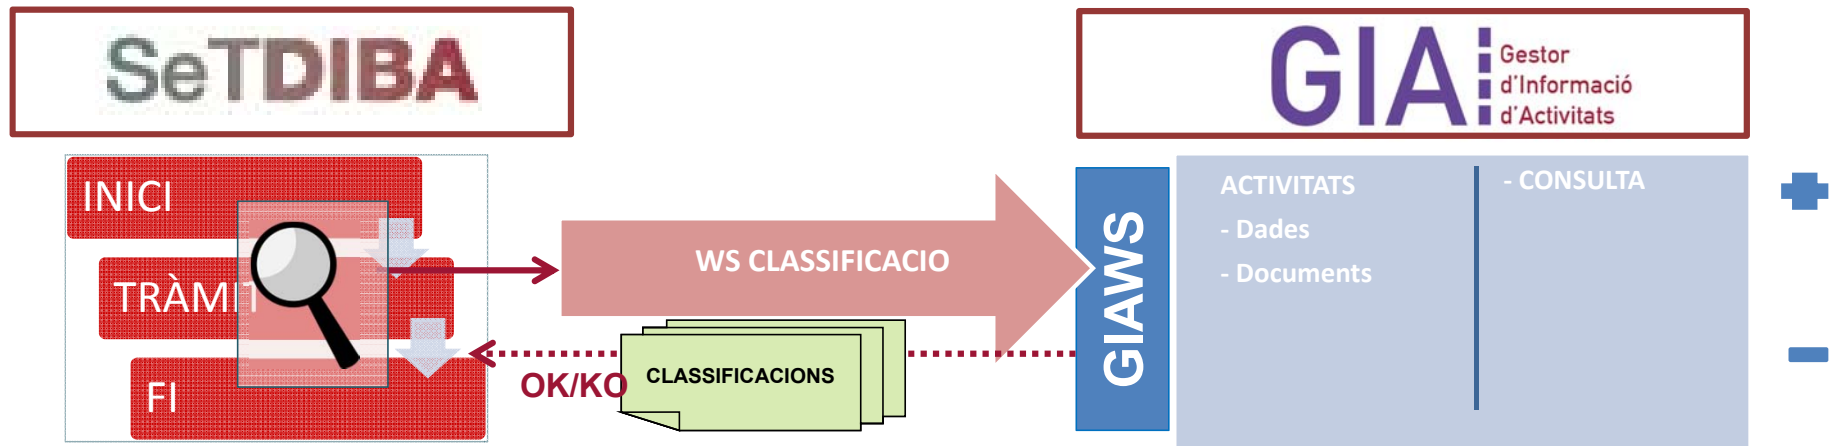 SeTDIBA
GIA
Gestor
d'Informació
d'Activitats
INICI
TRÀMIT
FI
WS CLASSIFICACIO
OK/KO
CLASSIFICACIONS
GIAWS
ACTIVITATS
- Dades
- Documents
- CONSULTA